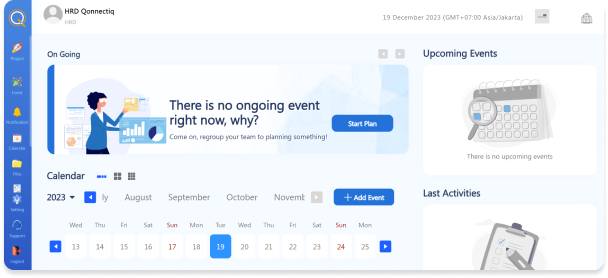 HRD Qonnectiq
HRD
19 December 2023 (GMT+07:00 Asia/Jakarta)
Project
Event
Notification
Calendar
Files
Setting
Support
Logout
On Going
There is no ongoing event
right now, why?
Come on, regroup your team to planning something!
Start Plan
Upcoming Events
There is no upcoming events
Calendar
2023
ly August September October Novemb
+ Add Event
Wed Thu Fri Sat Sun Mon Tue Wed Thu Fri Sat Sun Mon
13 14 15 16 17 18 19 20 21 22 23 24 25
Last Activities